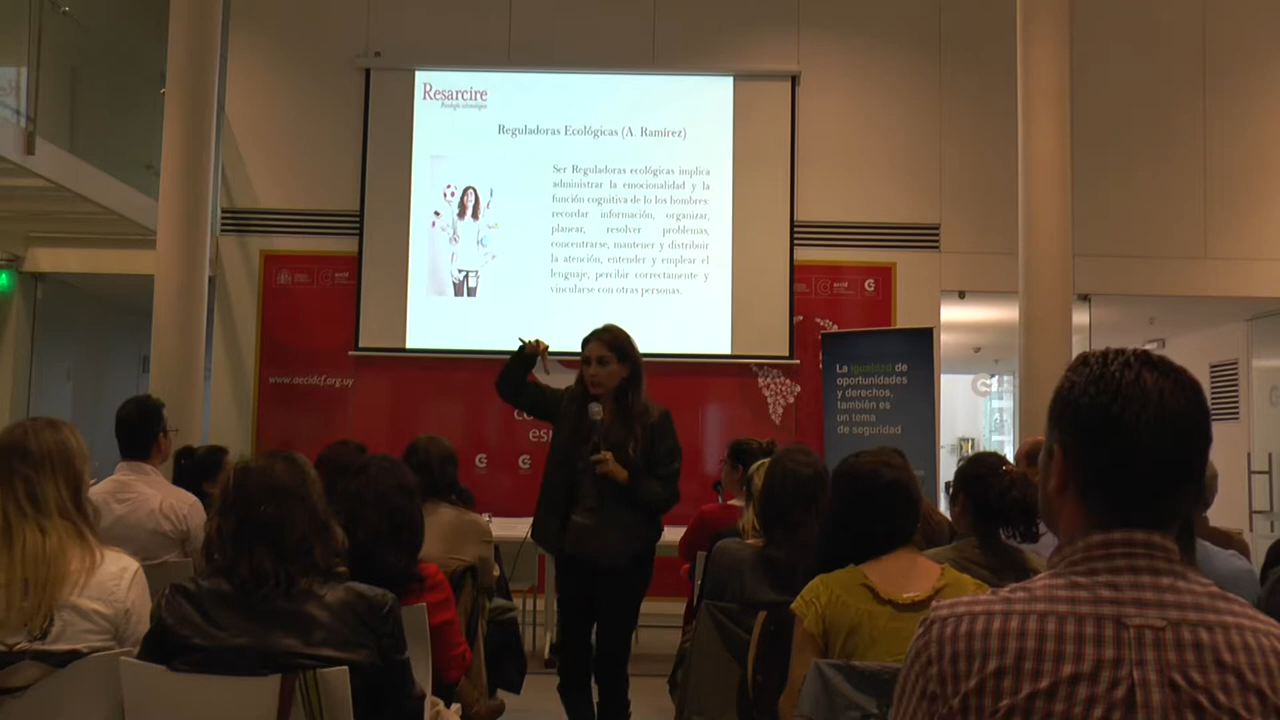 Resarcire
Reguladoras Ecológicas (A. Ramírez)
Ser Reguladoras ecológicas implica
administrar la emocionalidad y la
función cognitiva de lo los hombres:
recordar información, organizar,
planear, resolver problemas,
concentrarse, mantener y distribuir
la atención, entender y emplear el
lenguaje, percibir correctamente y
vincularse con otras personas.
aecid
aecid
www.aecidcf.org.uy
La igualdad de
oportunidades
y derechos,
también es
un tema
de seguridad